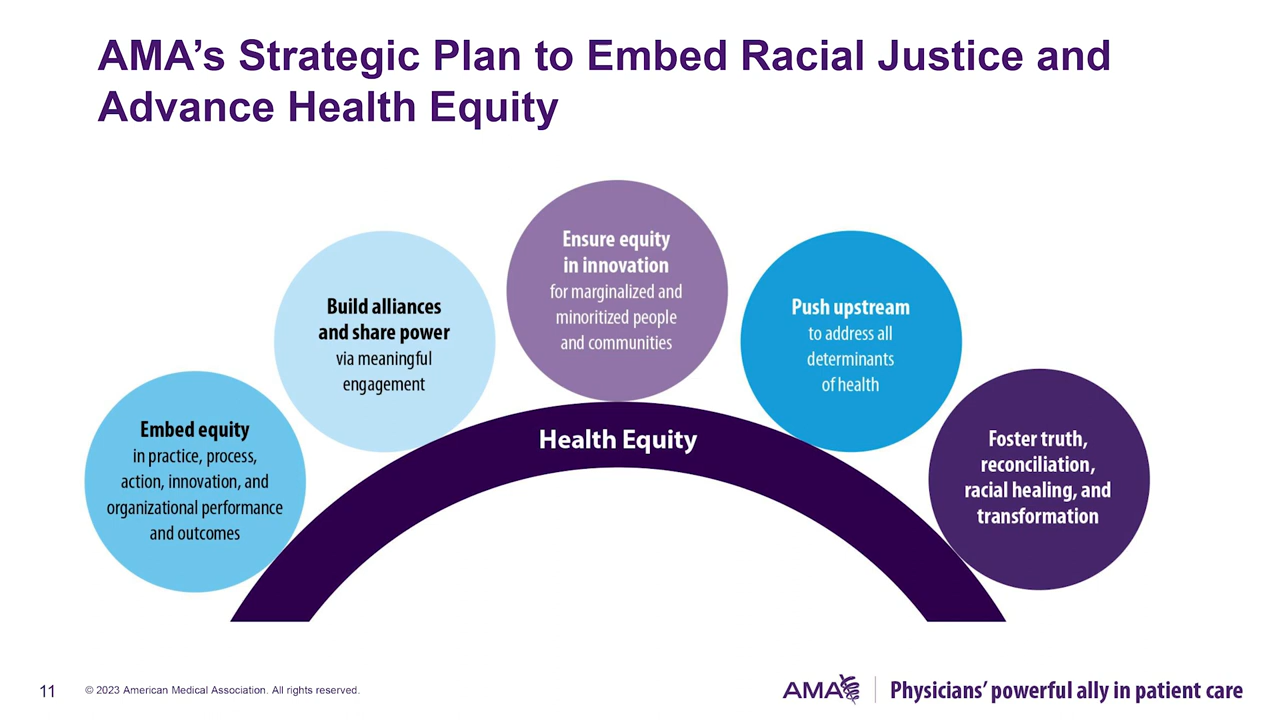 AMA’s Strategic Plan to Embed Racial Justice and
Advance Health Equity
Embed equity
in practice, process,
action, innovation, and
organizational performance
and outcomes
Build alliances
and share power
via meaningful
engagement
Ensure equity
in innovation
for marginalized and
minoritized people
and communities
Push upstream
to address all
determinants
of health
Foster truth,
reconciliation,
racial healing, and
transformation
Health Equity
11
© 2023 American Medical Association. All rights reserved.
AMA
Physicians’ powerful ally in patient care